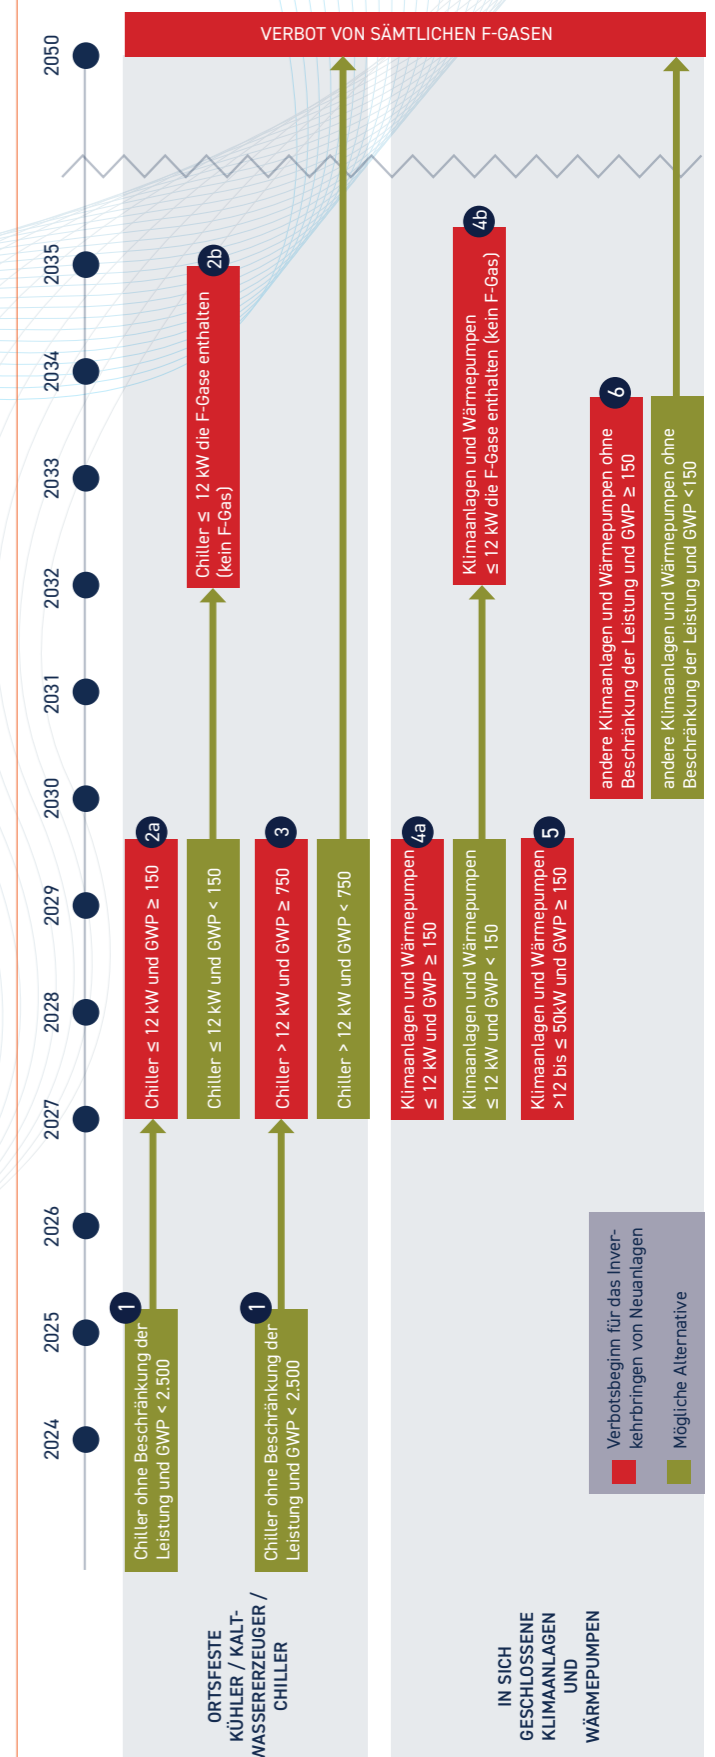 2024
2025
2026
2027
2028
2029
2030
2031
2032
2033
2034
2035
2050
ORTSFESTE
KÜHLER / KALT-
WASSERERZEUGER /
CHILLER
Chiller ohne Beschränkung der
Leistung und GWP < 2.500
1
Chiller ≤ 12 kW und GWP ≥ 150
2a
Chiller ≤ 12 kW und GWP < 150
Chiller ≤ 12 kW die F-Gase enthalten
(kein F-Gas)
2b
Chiller ohne Beschränkung der
Leistung und GWP < 2.500
1
Chiller > 12 kW und GWP ≥ 750
3
Chiller > 12 kW und GWP < 750
IN SICH
GESCHLOSSENE
KLIMAANLAGEN
UND
WÄRMEPUMPEN
Klimaanlagen und Wärmepumpen
≤ 12 kW und GWP ≥ 150
4a
Klimaanlagen und Wärmepumpen
≤ 12 kW und GWP < 150
Klimaanlagen und Wärmepumpen
≤ 12 kW die F-Gase enthalten (kein F-Gas)
4b
Klimaanlagen und Wärmepumpen
>12 bis ≤ 50kW und GWP ≥ 150
5
andere Klimaanlagen und Wärmepumpen ohne
Beschränkung der Leistung und GWP ≥ 150
6
andere Klimaanlagen und Wärmepumpen ohne
Beschränkung der Leistung und GWP <150
VERBOT VON SÄMTLICHEN F-GASEN
Verbotsbeginn für das Inver-
kehrbringen von Neuanlagen
Mögliche Alternative